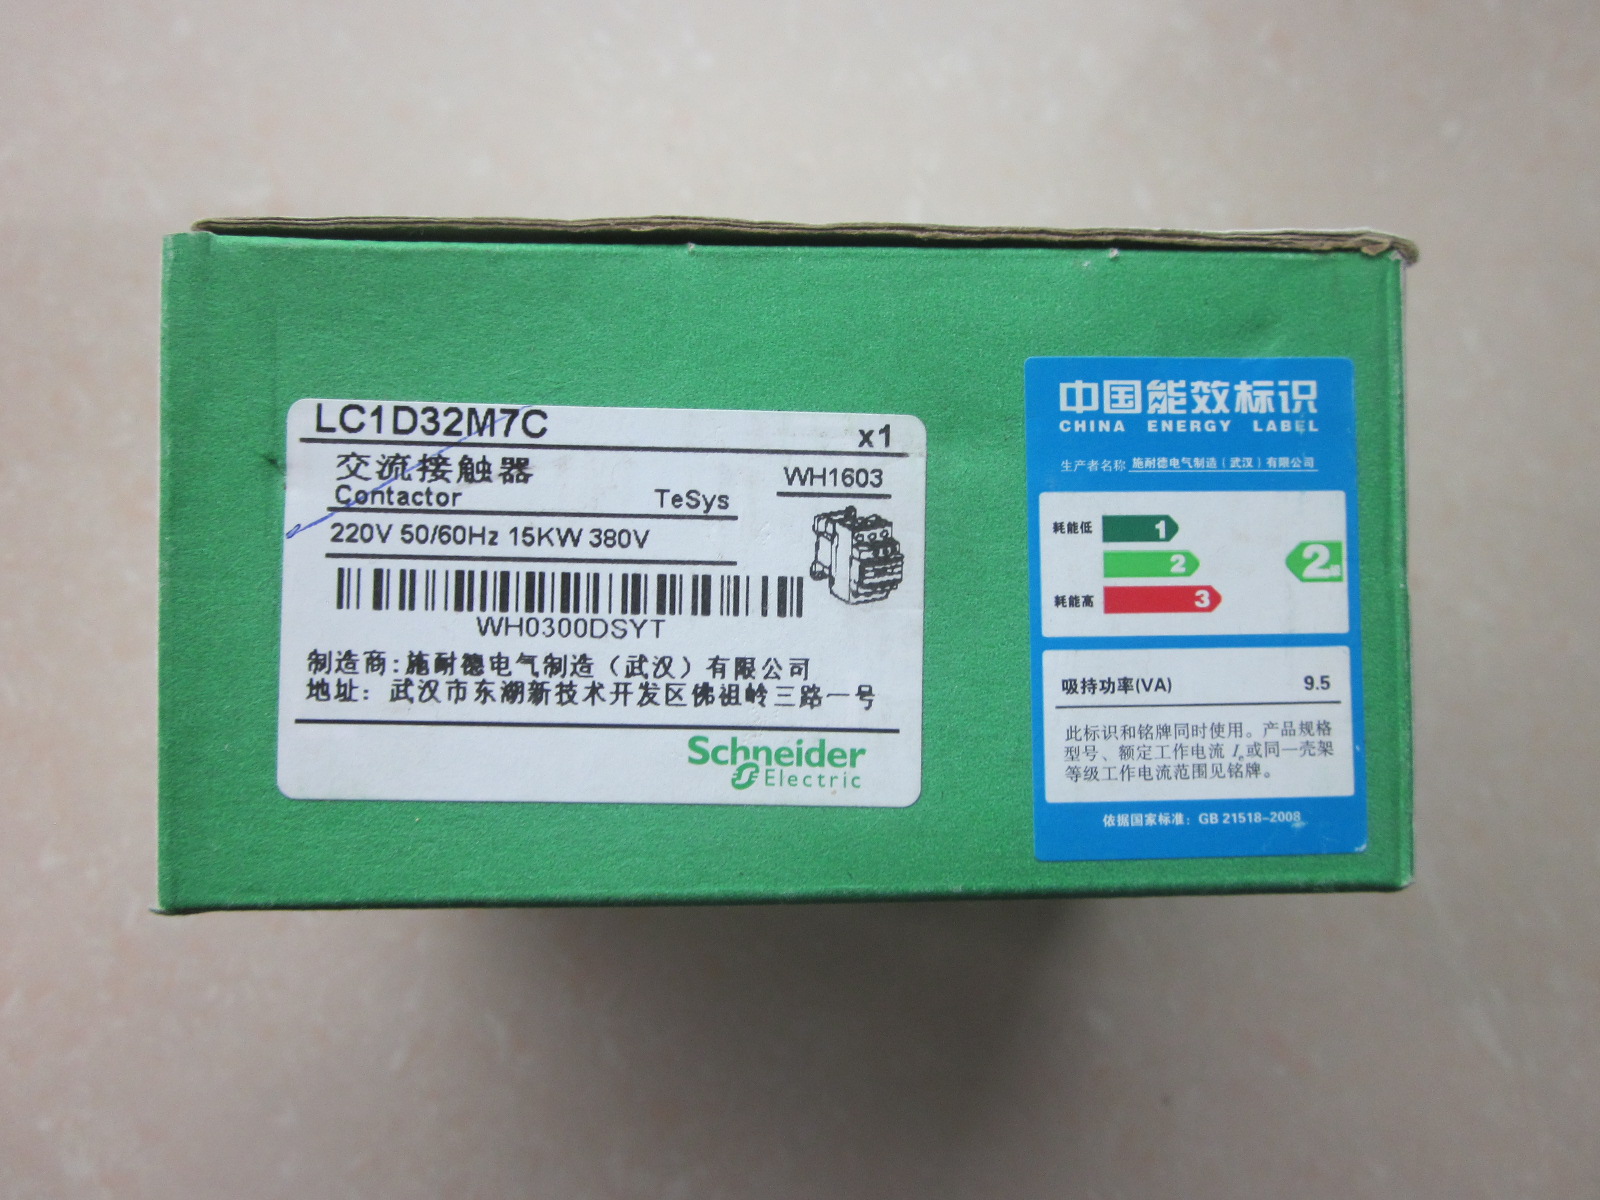 LC1D32M7C
x1
交流接触器
Contactor
TeSys
WH1603
220V 50/60Hz 15KW 380V
WH0300DSYT
制造商:施耐德电气制造（武汉）有限公司
地址：武汉市东湖新技术开发区佛祖岭三路一号
Schneider
Electric
中国能效标识
CHINA ENERGY LABEL
生产者名称 施耐德电气制造（武汉）有限公司
耗能低
1
2
耗能高
3
2级
吸持功率(VA) 9.5
此标识和铭牌同时使用。产品规格
型号、额定工作电流 Ie或同一壳架
等级工作电流范围见铭牌。
依据国家标准：GB 21518-2008